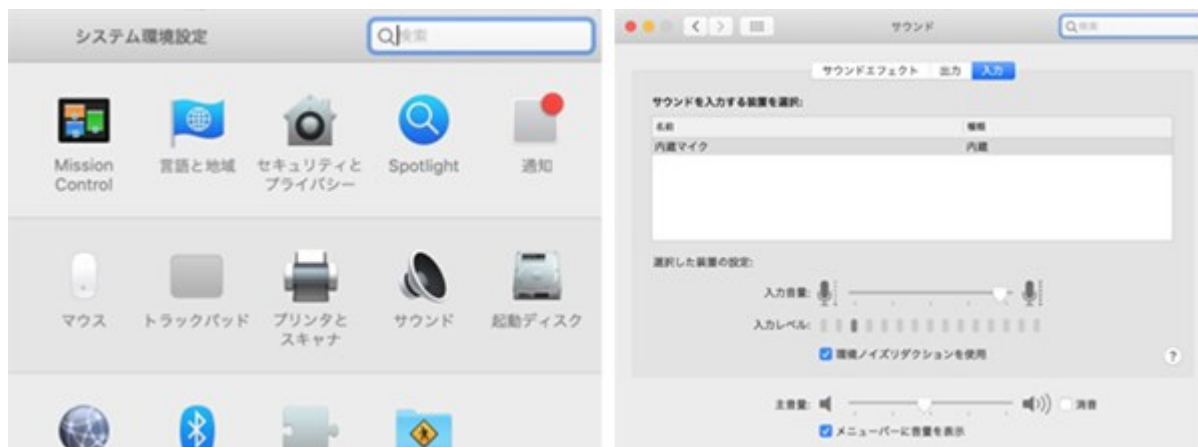 システム環境設定
検索
Mission
Control
言語と地域
セキュリティと
プライバシー
Spotlight
通知
マウス
トラックパッド
プリンタと
スキャナ
サウンド
起動ディスク
サウンド
検索
サウンドエフェクト 出力 入力
サウンドを入力する装置を選択:
名前 種類
内蔵マイク 内蔵
選択した装置の設定:
入力音量:
入力レベル:
環境ノイズリダクションを使用
?
主音量: 消音
メニューバーに音量を表示